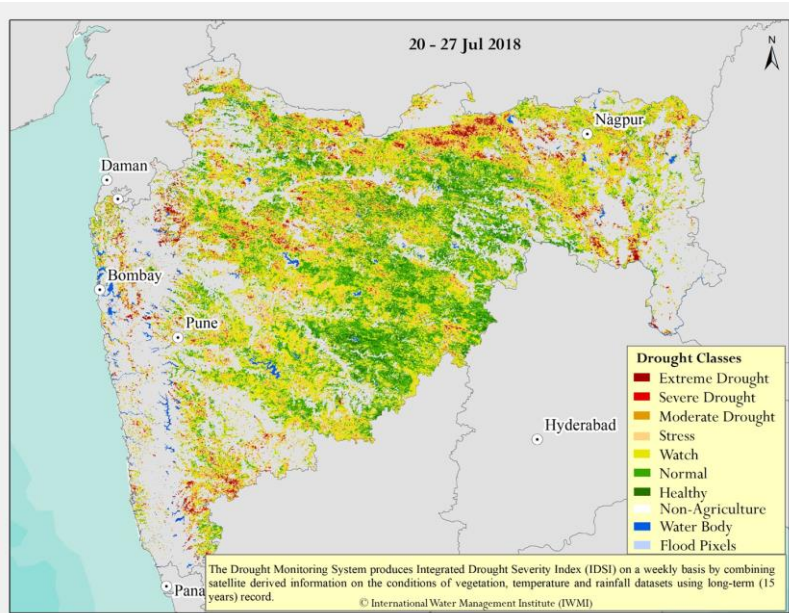 20 - 27 Jul 2018
N
Nagpur
Daman
Bombay
Pune
Hyderabad
Drought Classes
Extreme Drought
Severe Drought
Moderate Drought
Stress
Watch
Normal
Healthy
Non-Agriculture
Water Body
Flood Pixels
Pana
The Drought Monitoring System produces Integrated Drought Severity Index (IDSI) on a weekly basis by combining
satellite derived information on the conditions of vegetation, temperature and rainfall datasets using long-term (15
years) record.
© International Water Management Institute (IWMI)